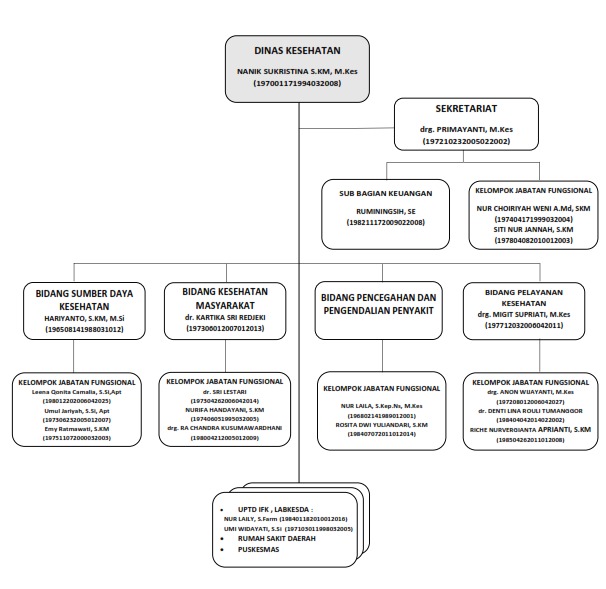 DINAS KESEHATAN
NANIK SUKRISTINA S.KM, M.Kes
(197001171994032008)
SEKRETARIAT
drg. PRIMAYANTI, M.Kes
(197210232005022002)
SUB BAGIAN KEUANGAN
RUMININGSIH, SE
(198211172009022008)
KELOMPOK JABATAN FUNGSIONAL
NUR CHOIRIYAH WENI A.Md, SKM
(197404171999032004)
SITI NUR JANNAH, S.KM
(197804082010012003)
BIDANG SUMBER DAYA
KESEHATAN
HARIYANTO, S.KM, M.Si
(196508141988031012)
BIDANG KESEHATAN
MASYARAKAT
dr. KARTIKA SRI REDJEKI
(197306012007012013)
BIDANG PENCEGAHAN DAN
PENGENDALIAN PENYAKIT
BIDANG PELAYANAN
KESEHATAN
drg. MIGIT SUPRIATI, M.Kes
(197712032006042011)
KELOMPOK JABATAN FUNGSIONAL
Leena Qonita Camalia, S.Si,Apt
(198012202006042025)
Umul Jariyah, S.Si, Apt
(197306232005012007)
Emy Ratmawati, S.KM
(197511072000032003)
KELOMPOK JABATAN FUNGSIONAL
dr. SRI LESTARI
(197304262006042014)
NURIFA HANDAYANI, S.KM
(197406051995032005)
drg. RA CHANDRA KUSUMAWARDHANI
(198004212005012009)
KELOMPOK JABATAN FUNGSIONAL
NUR LAILA, S.Kep.Ns, M.Kes
(196802141989012001)
ROSITA DWI YULIANDARI, S.KM
(198407072011012014)
KELOMPOK JABATAN FUNGSIONAL
drg. ANON WIJAYANTI, M.Kes
(197208012006042027)
dr. DENTI LINA ROULI TUMANGGOR
(198404042014022002)
RICHE NURVERGIANTA APRIANTI, S.KM
(198504262011012008)
• UPTD IFK , LABKESDA :
NUR LAILY, S.Farm (198401182010012016)
UMI WIDAYATI, S.Si (197103011998032005)
• RUMAH SAKIT DAERAH
• PUSKESMAS